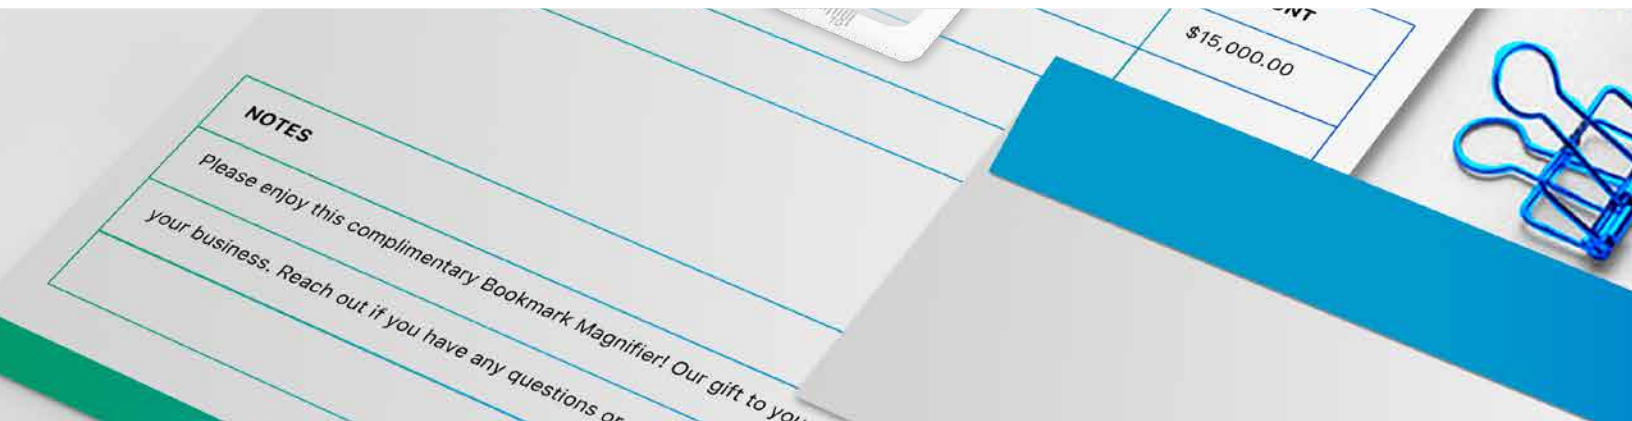 $15,000.00
NOTES
Please enjoy this complimentary Bookmark Magnifier! Our gift to you
your business. Reach out if you have any questions or